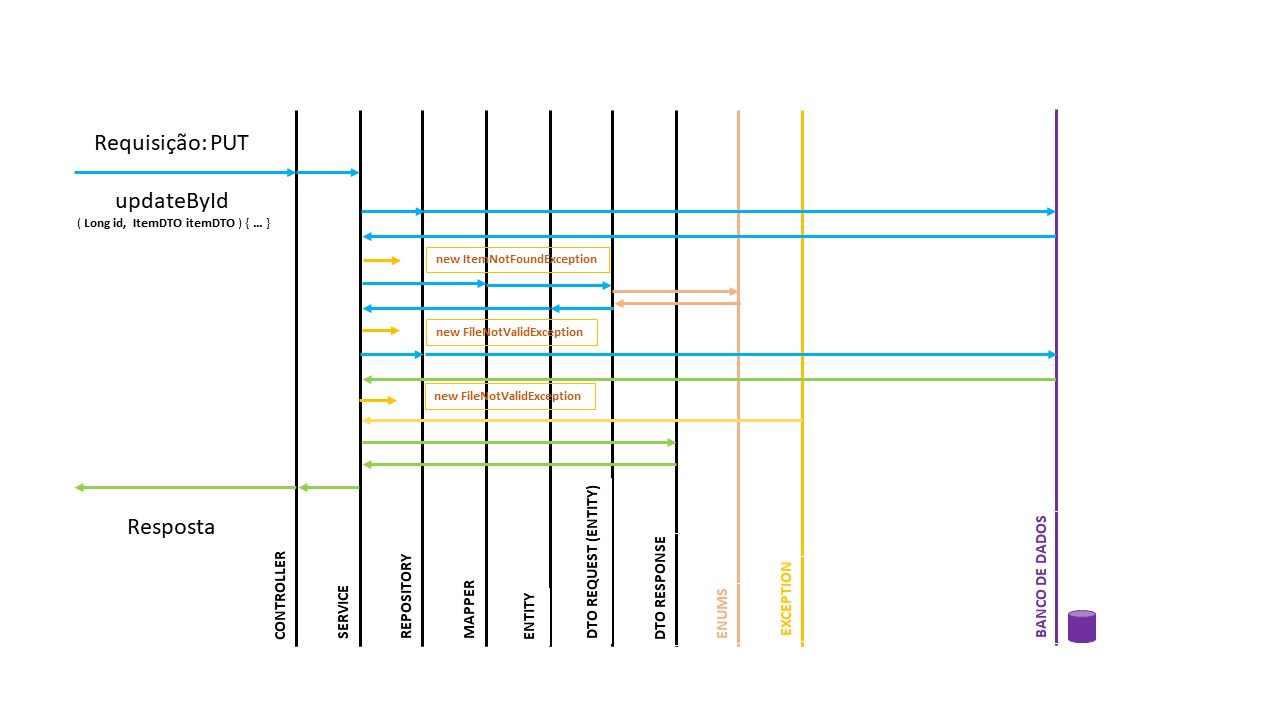 Requisição: PUT
updateById
( Long id, ItemDTO itemDTO ) { ... }
new ItemNotFoundException
new FileNotValidException
new FileNotValidException
Resposta
CONTROLLER
SERVICE
REPOSITORY
MAPPER
ENTITY
DTO REQUEST (ENTITY)
DTO RESPONSE
ENUMS
EXCEPTION
BANCO DE DADOS